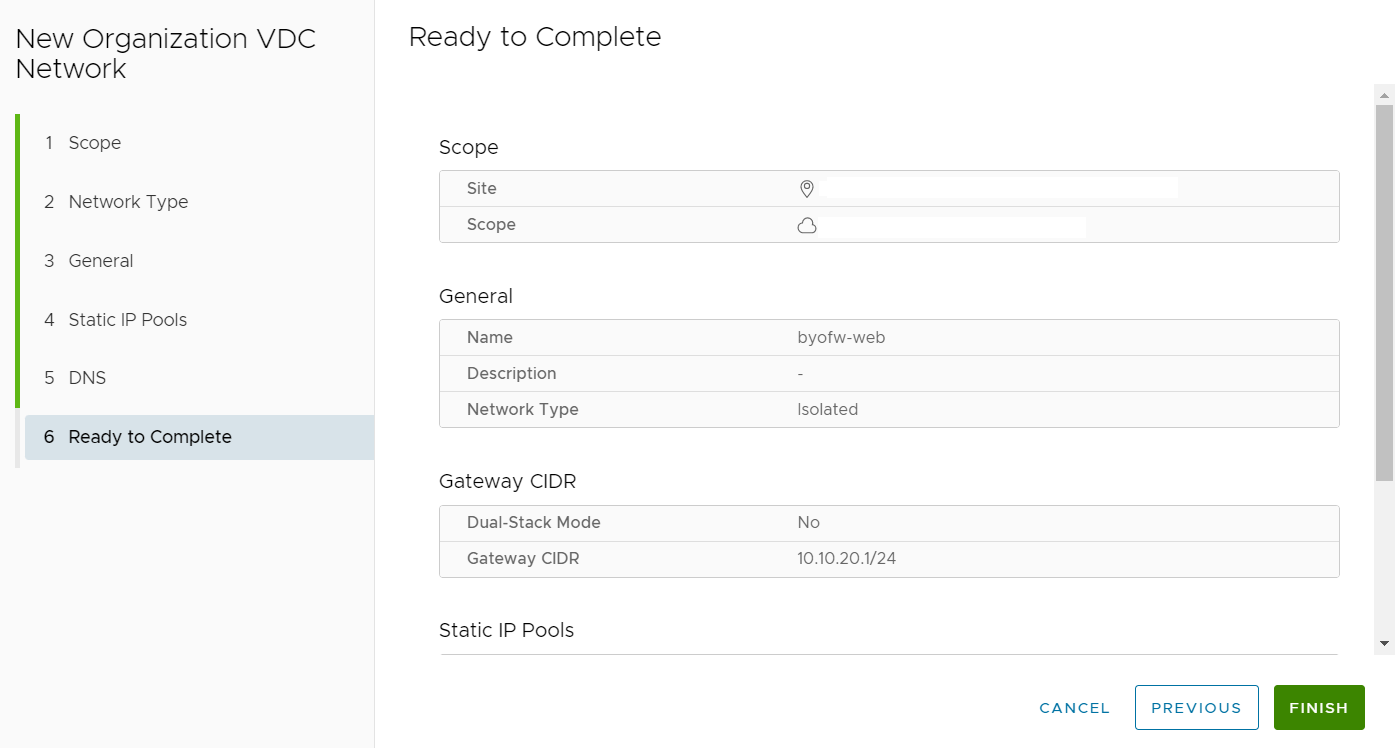 New Organization VDC
Network
1 Scope
2 Network Type
3 General
4 Static IP Pools
5 DNS
6 Ready to Complete
Ready to Complete
Scope
Site
Scope
General
Name byofw-web
Description -
Network Type Isolated
Gateway CIDR
Dual-Stack Mode No
Gateway CIDR 10.10.20.1/24
Static IP Pools
CANCEL PREVIOUS FINISH